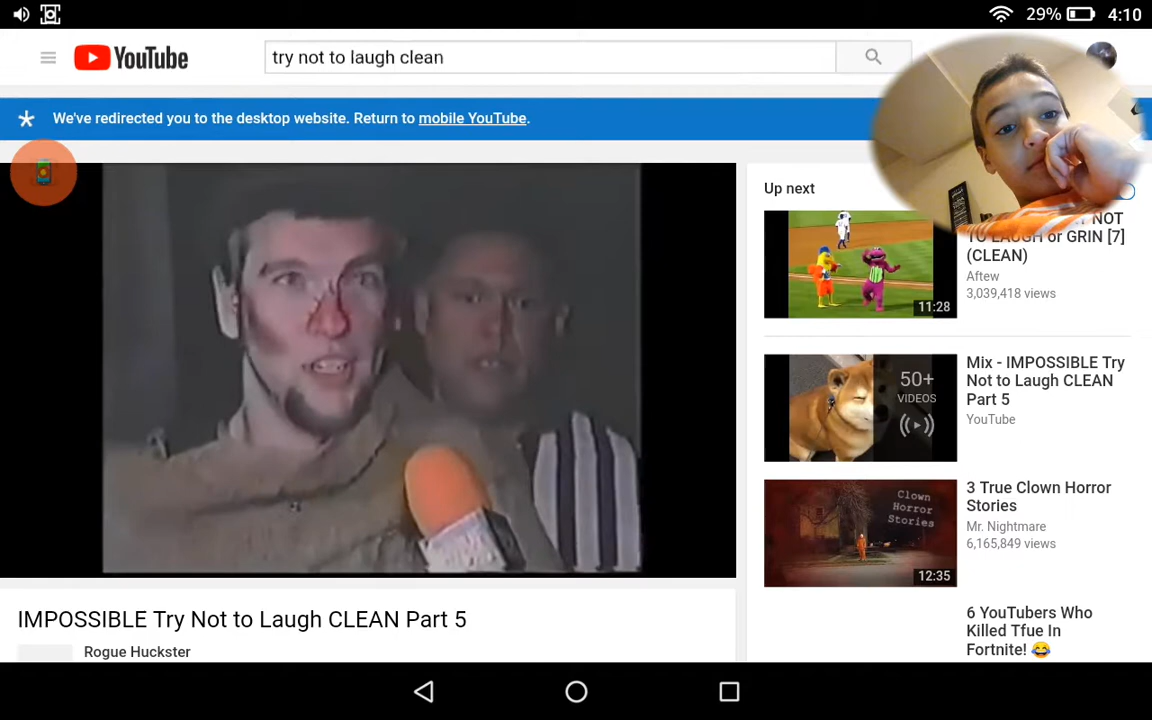 29% 4:10
YouTube
try not to laugh clean
We've redirected you to the desktop website. Return to mobile YouTube.
Up next
NOT
TO LAUGH or GRIN [7]
(CLEAN)
Aftew
3,039,418 views
11:28
Mix - IMPOSSIBLE Try
Not to Laugh CLEAN
Part 5
YouTube
50+
VIDEOS
3 True Clown Horror
Stories
Mr. Nightmare
6,165,849 views
Clown
Horror
Stories
12:35
6 YouTubers Who
Killed Tfue In
Fortnite! 😂
IMPOSSIBLE Try Not to Laugh CLEAN Part 5
Rogue Huckster